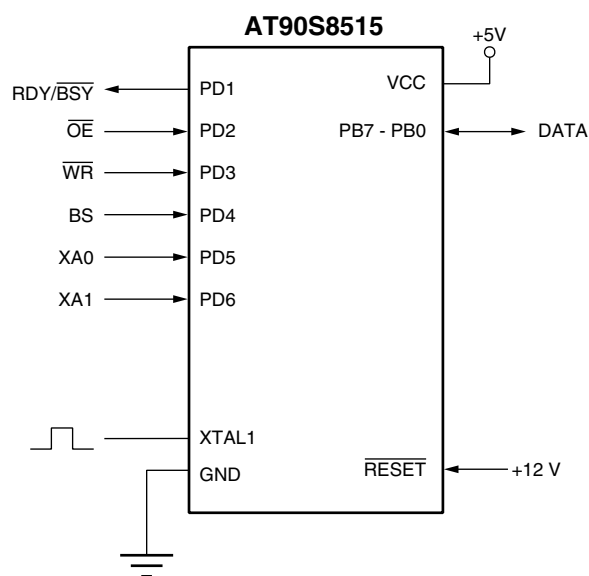 AT90S8515
+5V
RDY/BSY PD1 VCC
OE PD2 PB7 - PB0 DATA
WR PD3
BS PD4
XA0 PD5
XA1 PD6
XTAL1
GND RESET +12 V